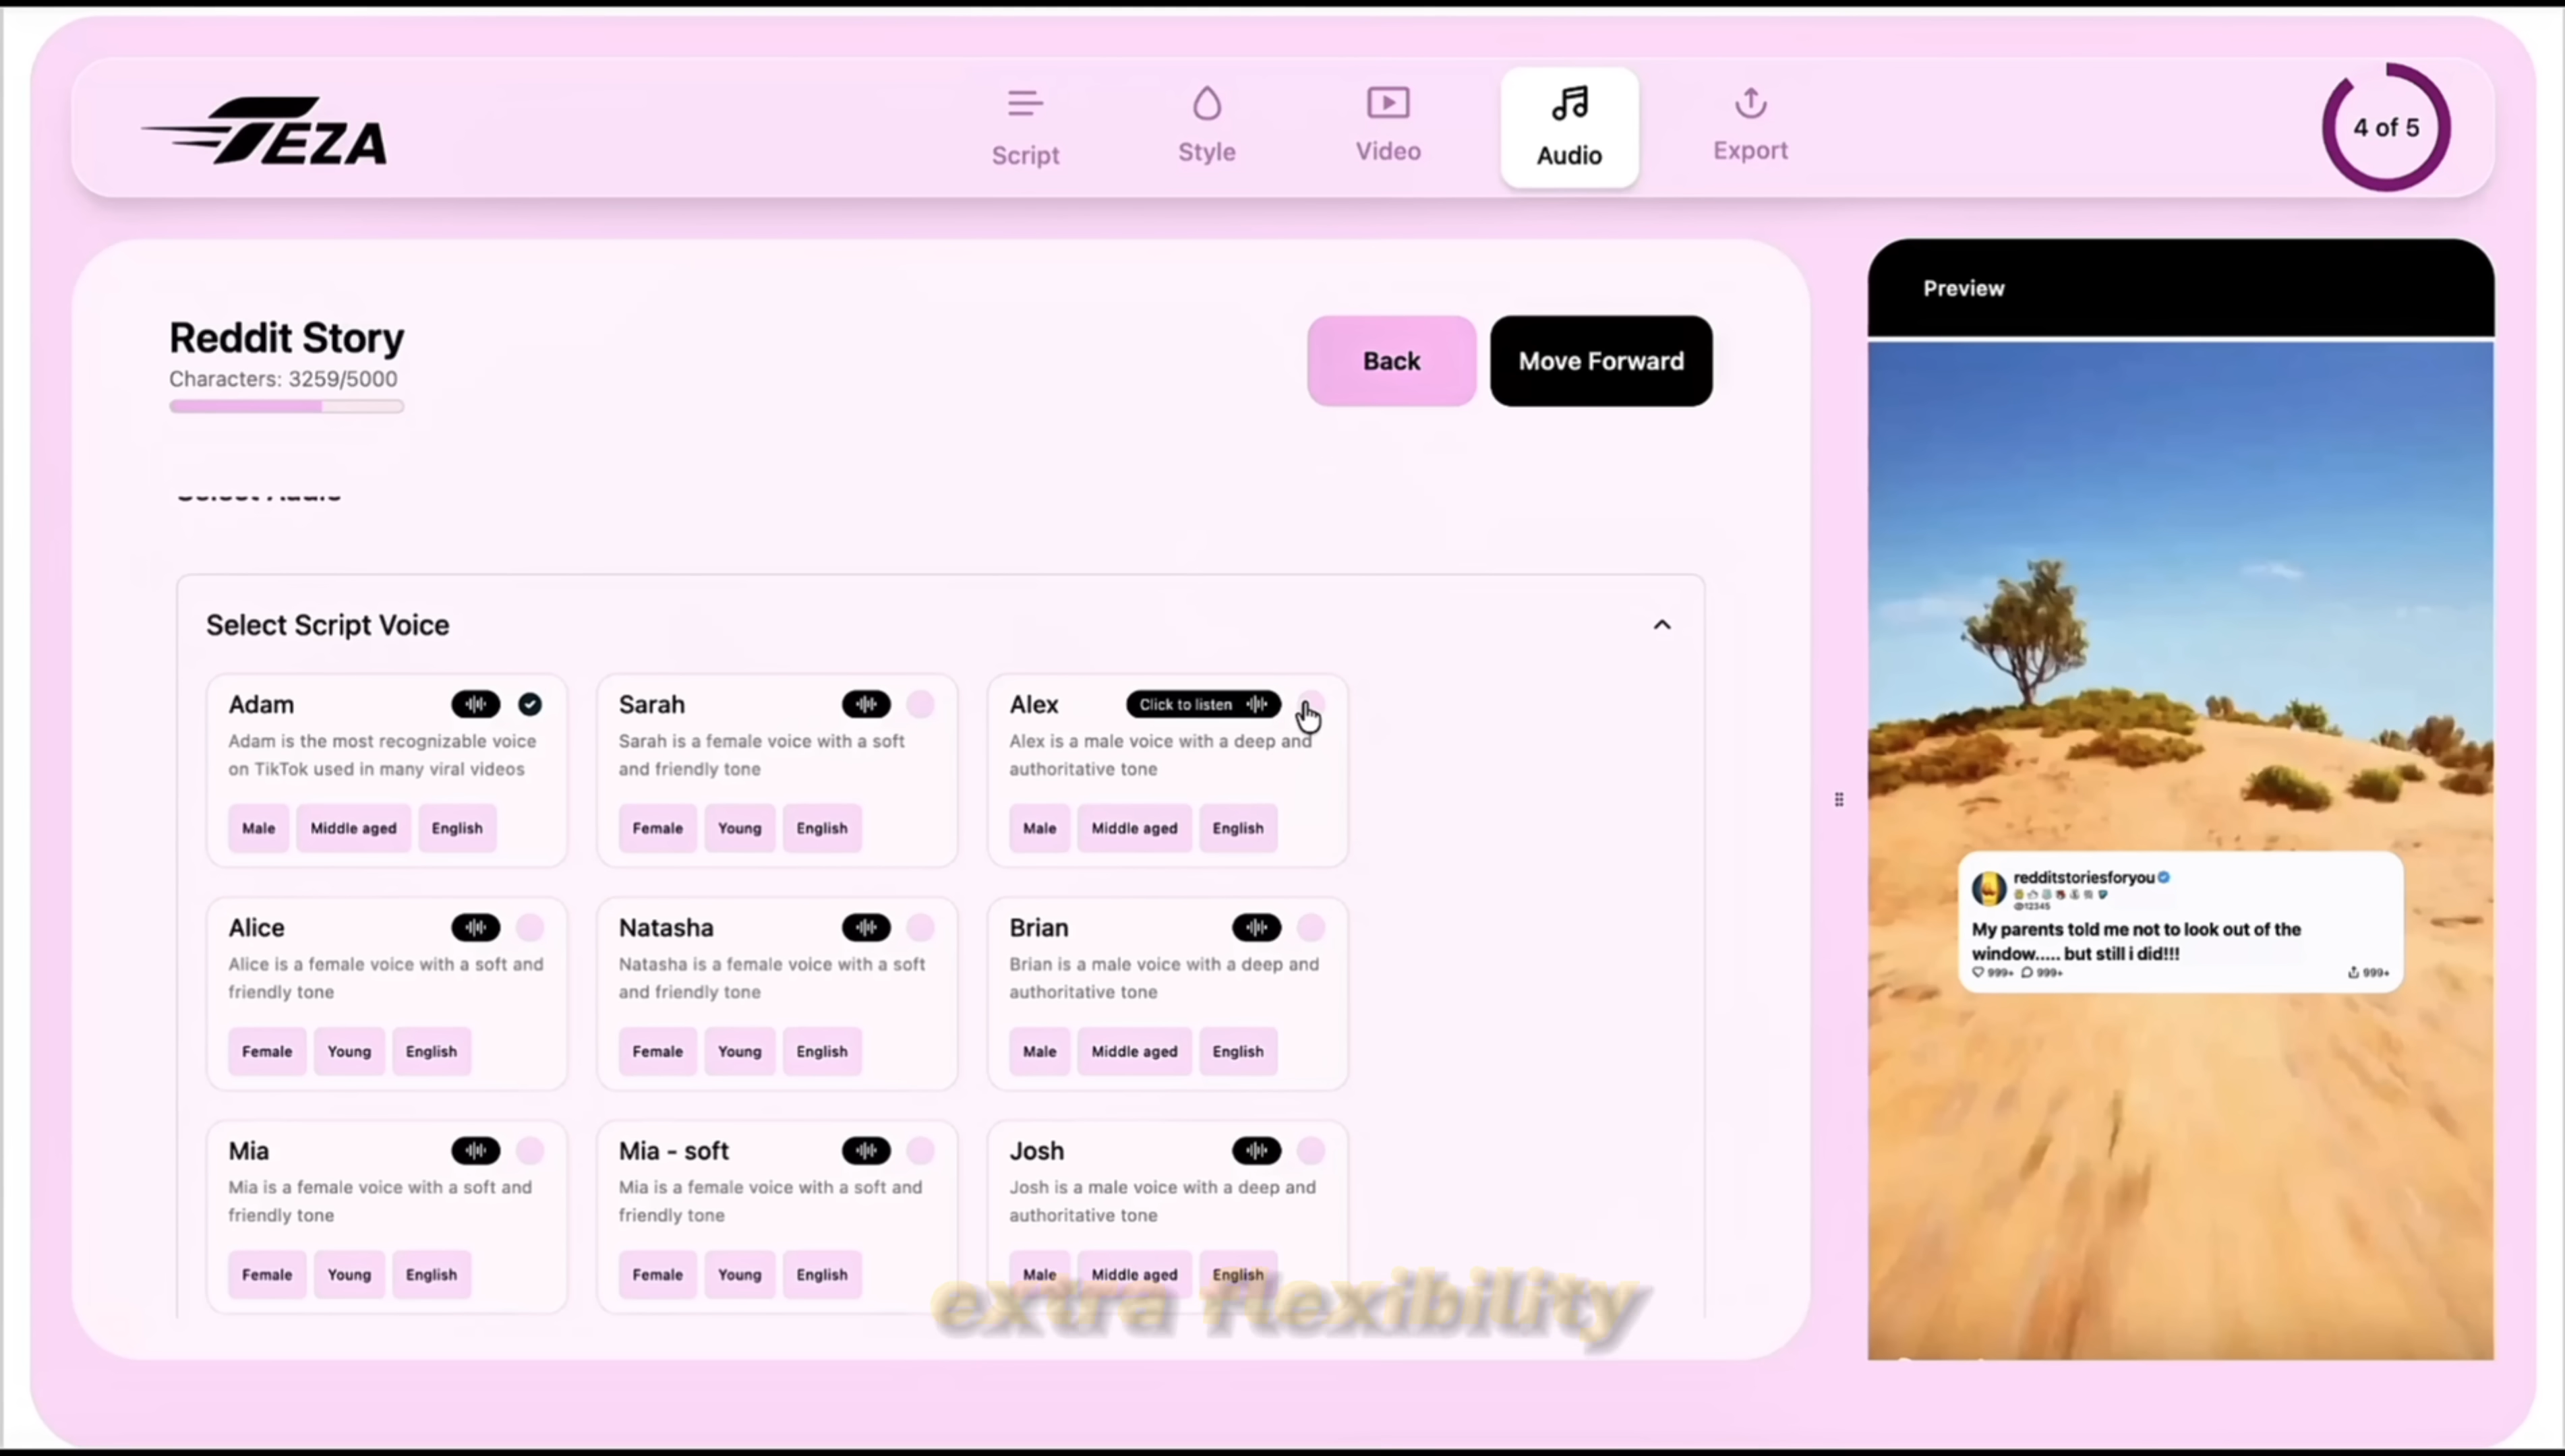 TEZA
Script
Style
Video
Audio
Export
4 of 5
Reddit Story
Characters: 3259/5000
Back
Move Forward
Select Audio
Select Script Voice
Adam
Adam is the most recognizable voice
on TikTok used in many viral videos
Male Middle aged English
Sarah
Sarah is a female voice with a soft
and friendly tone
Female Young English
Alex
Click to listen
Alex is a male voice with a deep and
authoritative tone
Male Middle aged English
Alice
Alice is a female voice with a soft and
friendly tone
Female Young English
Natasha
Natasha is a female voice with a soft
and friendly tone
Female Young English
Brian
Brian is a male voice with a deep and
authoritative tone
Male Middle aged English
Mia
Mia is a female voice with a soft and
friendly tone
Female Young English
Mia - soft
Mia is a female voice with a soft and
friendly tone
Female Young English
Josh
Josh is a male voice with a deep and
authoritative tone
Male Middle aged English
extra flexibility
Preview
redditstoriesforyou
@12345
My parents told me not to look out of the
window..... but still i did!!!
999+ 999+ 999+